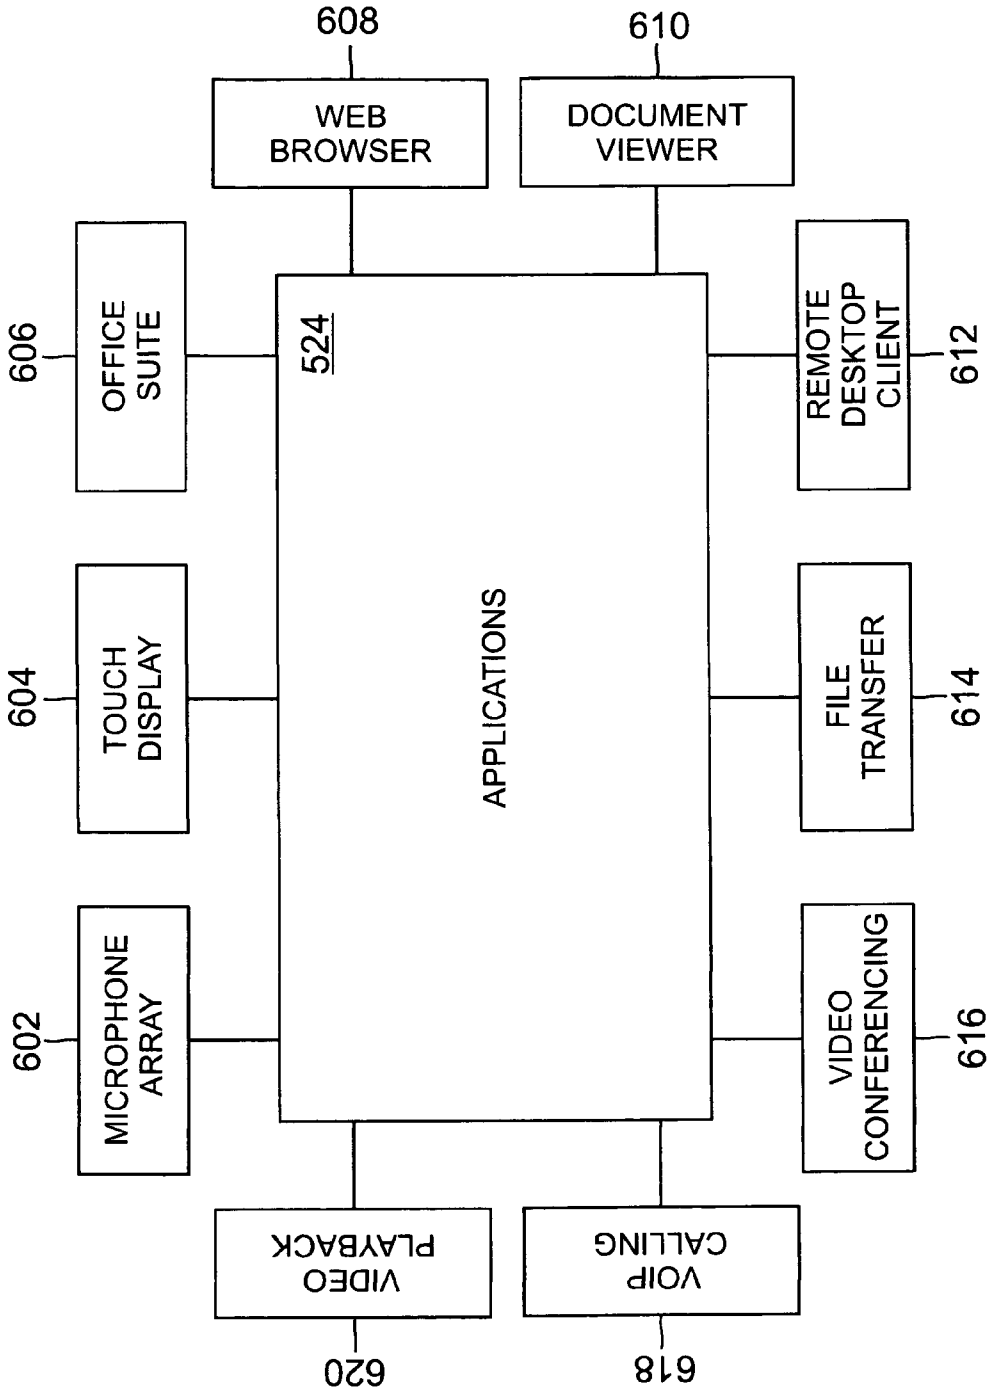 608
WEB
BROWSER
610
DOCUMENT
VIEWER
606
OFFICE
SUITE
524
REMOTE
DESKTOP
CLIENT
612
604
TOUCH
DISPLAY
APPLICATIONS
FILE
TRANSFER
614
602
MICROPHONE
ARRAY
VIDEO
CONFERENCING
616
VIDEO
PLAYBACK
620
VOIP
CALLING
618